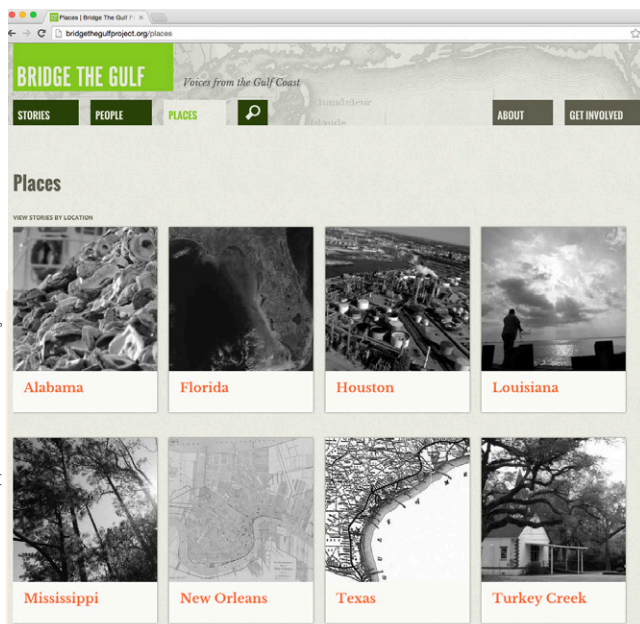 Places | Bridge The Gulf Pr
bridgethegulfproject.org/places
BRIDGE THE GULF
Voices from the Gulf Coast
STORIES
PEOPLE
PLACES
ABOUT
GET INVOLVED
Places
VIEW STORIES BY LOCATION
Alabama
Florida
Houston
Louisiana
Mississippi
New Orleans
Texas
Turkey Creek